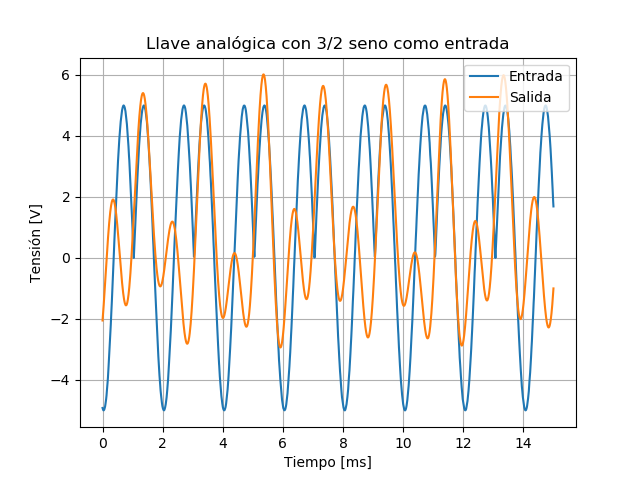 Llave analógica con 3/2 seno como entrada
Entrada
Salida
Tensión [V]
6
4
2
0
−2
−4
0
2
4
6
8
10
12
14
Tiempo [ms]